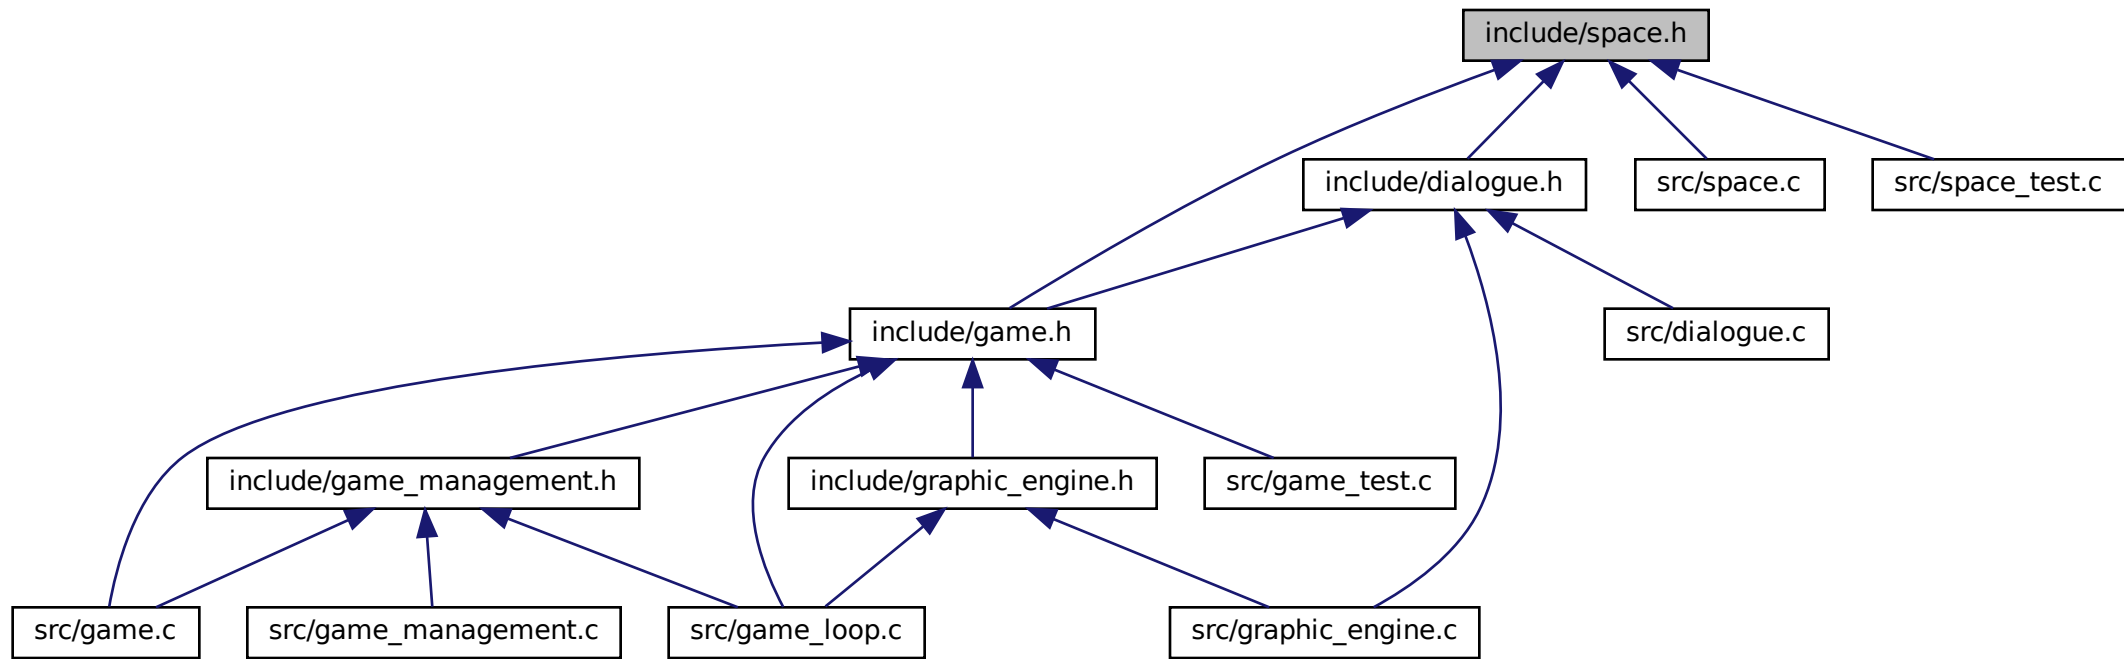 include/space.h
include/dialogue.h
src/space.c
src/space_test.c
include/game.h
src/dialogue.c
include/game_management.h
include/graphic_engine.h
src/game_test.c
src/game.c
src/game_management.c
src/game_loop.c
src/graphic_engine.c